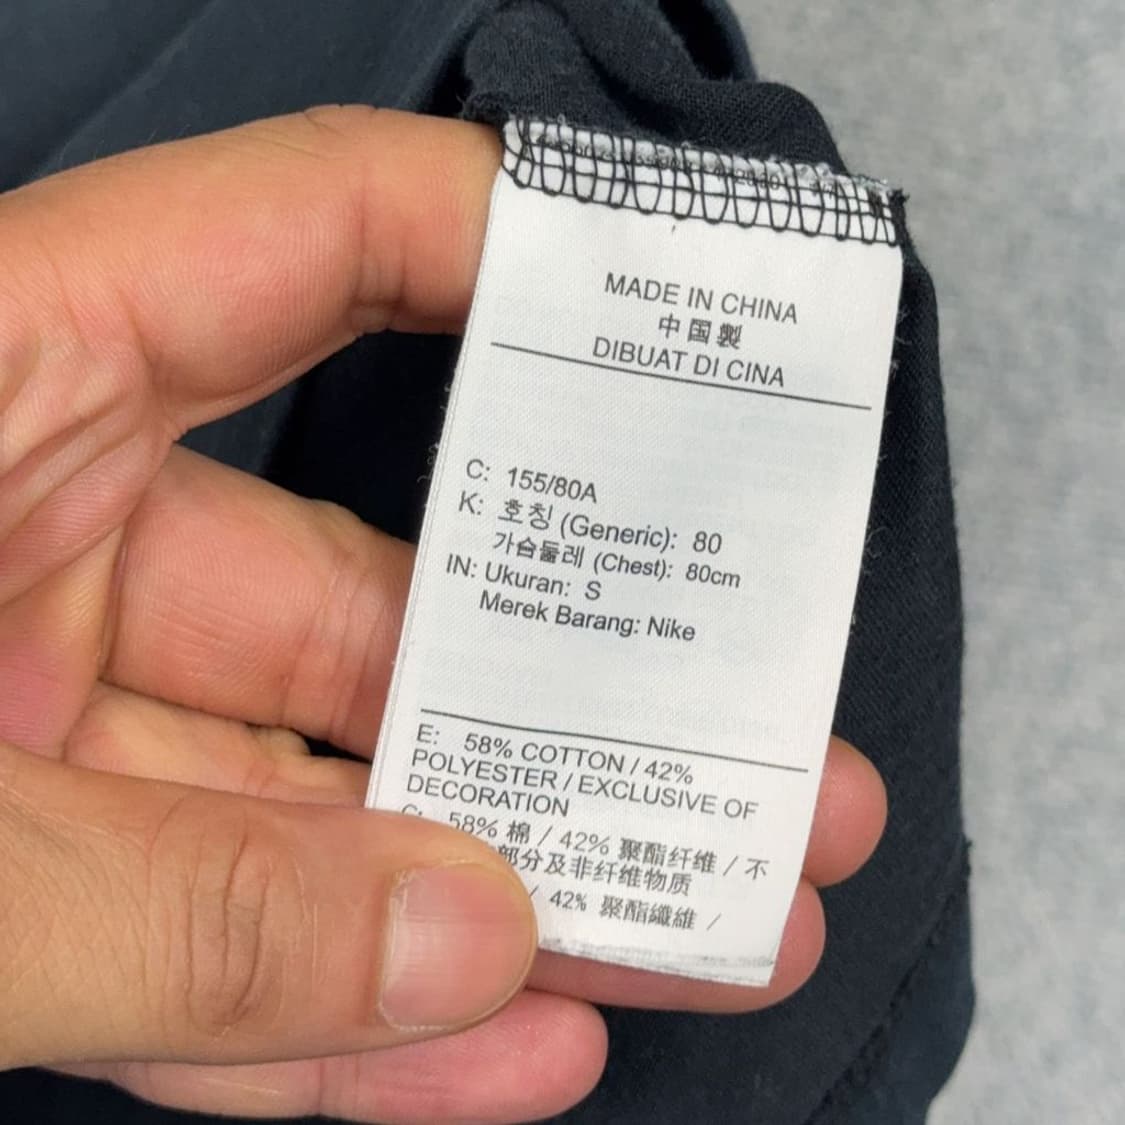 MADE IN CHINA
中国製
DIBUAT DI CINA
C: 155/80A
K: 호칭 (Generic): 80
가슴둘레 (Chest): 80cm
IN: Ukuran: S
Merek Barang: Nike
E: 58% COTTON / 42%
POLYESTER / EXCLUSIVE OF
DECORATION
58% 棉 / 42% 聚酯纤维 / 不
部分及非纤维物质
/ 42% 聚酯纖維 /